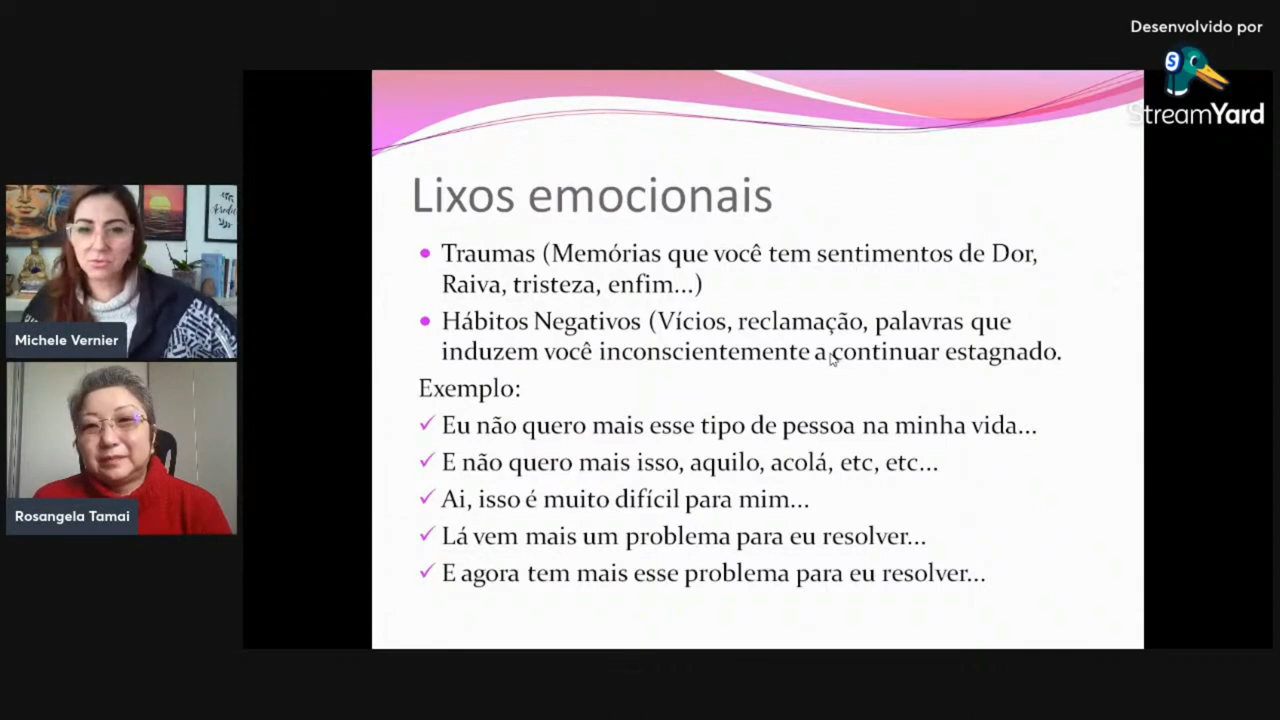 Desenvolvido por
StreamYard
Lixos emocionais
• Traumas (Memórias que você tem sentimentos de Dor,
Raiva, tristeza, enfim...)
• Hábitos Negativos (Vícios, reclamação, palavras que
induzem você inconscientemente a continuar estagnado.
Exemplo:
✓ Eu não quero mais esse tipo de pessoa na minha vida...
✓ E não quero mais isso, aquilo, acolá, etc, etc...
✓ Ai, isso é muito difícil para mim...
✓ Lá vem mais um problema para eu resolver...
✓ E agora tem mais esse problema para eu resolver...
Michele Vernier
Rosangela Tamai